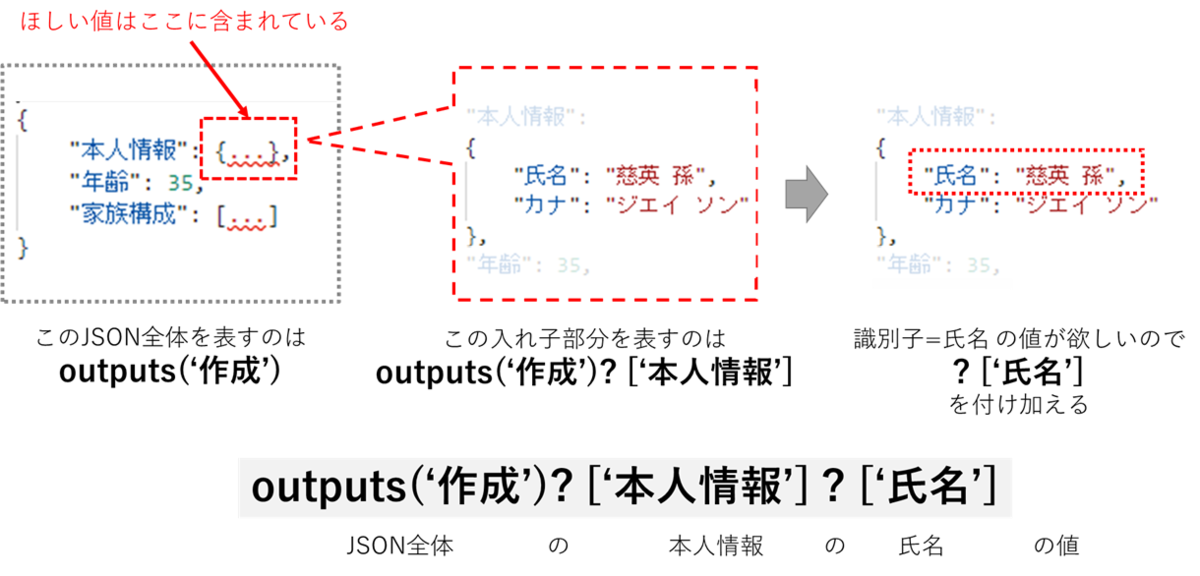 ほしい値はここに含まれている
{
"本人情報": {...},
"年齢": 35,
"家族構成": [...]
}
"本人情報":
{
"氏名": "慈英 孫",
"カナ": "ジエイ ソン"
},
"年齢": 35,
"本人情報":
{
"氏名": "慈英 孫",
"カナ": "ジエイ ソン"
},
"年齢": 35,
このJSON全体を表すのは
outputs(‘作成’)
この入れ子部分を表すのは
outputs(‘作成’)? [‘本人情報’]
識別子=氏名 の値が欲しいので
? [‘氏名’]
を付け加える
outputs(‘作成’)? [‘本人情報’] ? [‘氏名’]
JSON全体 の 本人情報 の 氏名 の値